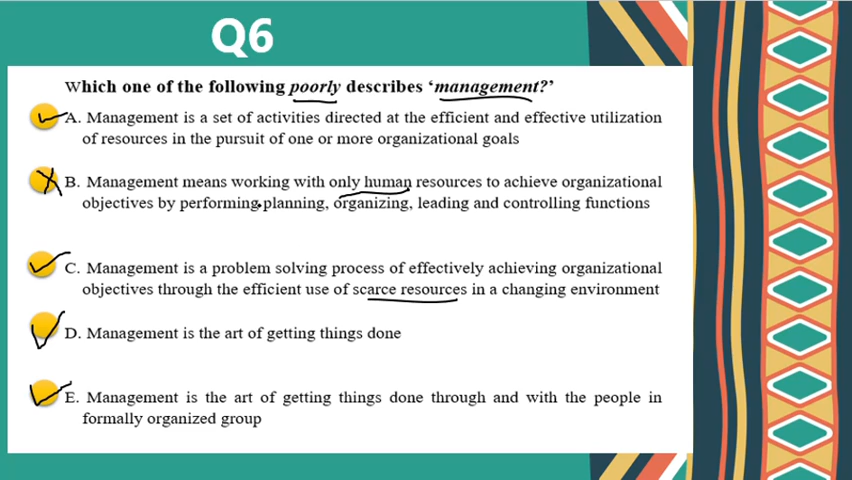 Q6
Which one of the following poorly describes ‘management?’
A. Management is a set of activities directed at the efficient and effective utilization
of resources in the pursuit of one or more organizational goals
B. Management means working with only human resources to achieve organizational
objectives by performing planning, organizing, leading and controlling functions
C. Management is a problem solving process of effectively achieving organizational
objectives through the efficient use of scarce resources in a changing environment
D. Management is the art of getting things done
E. Management is the art of getting things done through and with the people in
formally organized group